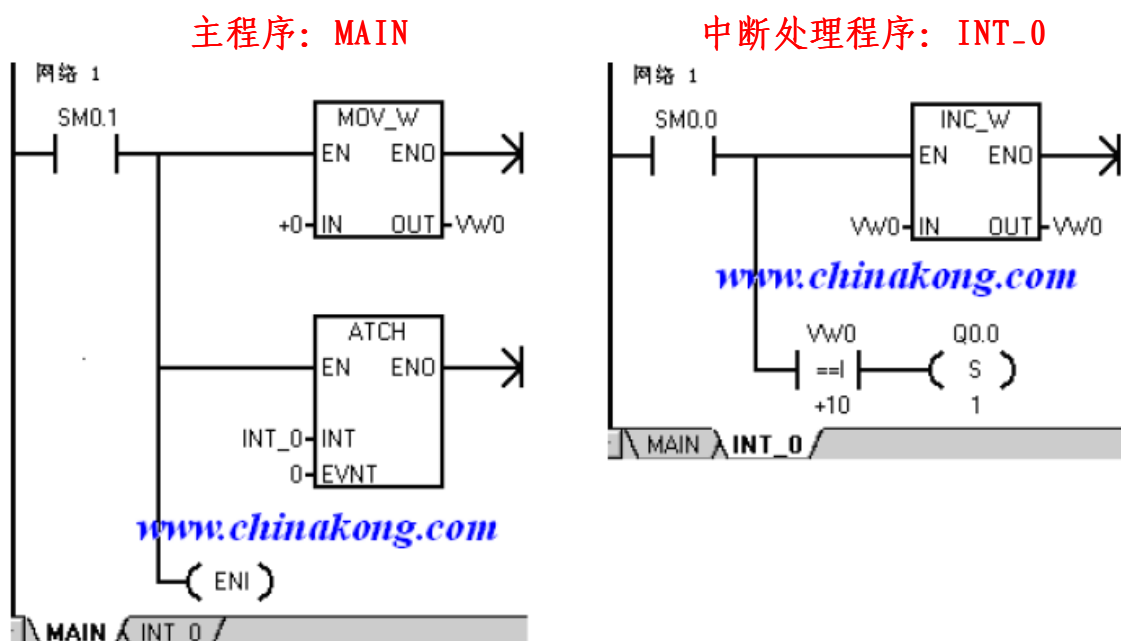 主程序: MAIN
网络 1
SM0.1
MOV_W
EN ENO
+0 IN OUT VW0
ATCH
EN ENO
INT_0 INT
0 EVNT
www.chinakong.com
ENI
MAIN INT_0
中断处理程序: INT_0
网络 1
SM0.0
INC_W
EN ENO
VW0 IN OUT VW0
www.chinakong.com
VW0 Q0.0
==I S
+10 1
MAIN INT_0